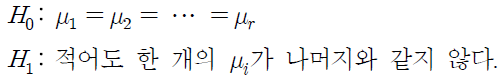 H₀: μ₁ = μ₂ = ⋯ = μᵣ
H₁: 적어도 한 개의 μᵢ가 나머지와 같지 않다.